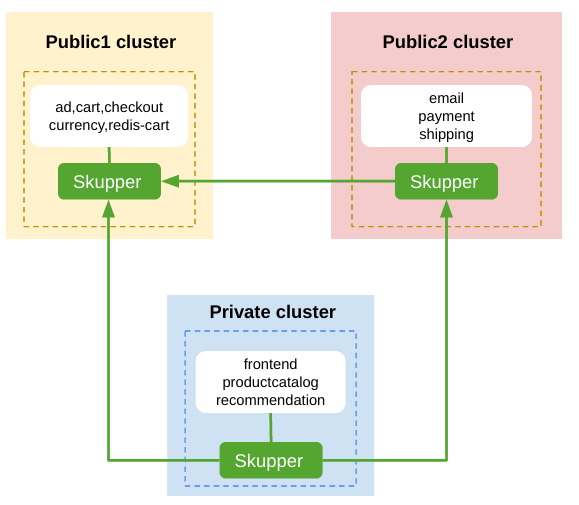 Public1 cluster
ad,cart,checkout
currency,redis-cart
Skupper
Public2 cluster
email
payment
shipping
Skupper
Private cluster
frontend
productcatalog
recommendation
Skupper